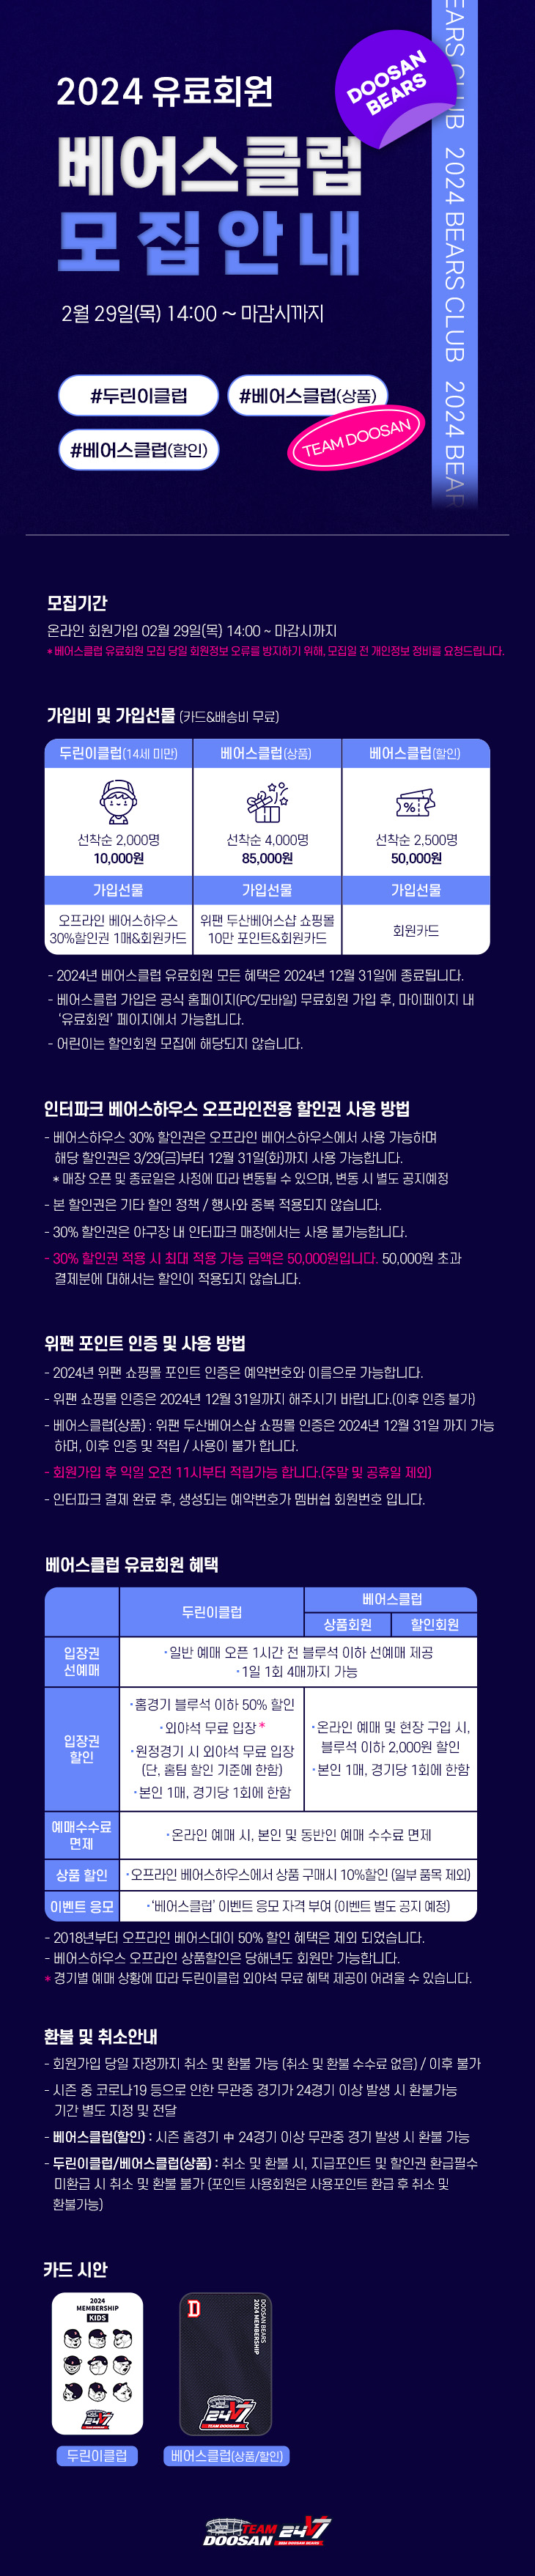 2024 유료회원
베어스클럽
모집안내
2월 29일(목) 14:00 ~ 마감시까지
DOOSAN
BEARS
BEARS CLUB 2024 BEARS CLUB 2024 BEAR
#두린이클럽
#베어스클럽(상품)
#베어스클럽(할인)
TEAM DOOSAN
모집기간
온라인 회원가입 02월 29일(목) 14:00 ~ 마감시까지
* 베어스클럽 유료회원 모집 당일 회원정보 오류를 방지하기 위해, 모집일 전 개인정보 정비를 요청드립니다.
가입비 및 가입선물 (카드&배송비 무료)
두린이클럽(14세 미만)
베어스클럽(상품)
베어스클럽(할인)
선착순 2,000명
10,000원
선착순 4,000명
85,000원
선착순 2,500명
50,000원
가입선물
가입선물
가입선물
오프라인 베어스하우스
30%할인권 1매&회원카드
위팬 두산베어스샵 쇼핑몰
10만 포인트&회원카드
회원카드
- 2024년 베어스클럽 유료회원 모든 혜택은 2024년 12월 31일에 종료됩니다.
- 베어스클럽 가입은 공식 홈페이지(PC/모바일) 무료회원 가입 후, 마이페이지 내
‘유료회원’ 페이지에서 가능합니다.
- 어린이는 할인회원 모집에 해당되지 않습니다.
인터파크 베어스하우스 오프라인전용 할인권 사용 방법
- 베어스하우스 30% 할인권은 오프라인 베어스하우스에서 사용 가능하며
해당 할인권은 3/29(금)부터 12월 31일(화)까지 사용 가능합니다.
* 매장 오픈 및 종료일은 사정에 따라 변동될 수 있으며, 변동 시 별도 공지예정
- 본 할인권은 기타 할인 정책 / 행사와 중복 적용되지 않습니다.
- 30% 할인권은 야구장 내 인터파크 매장에서는 사용 불가능합니다.
- 30% 할인권 적용 시 최대 적용 가능 금액은 50,000원입니다. 50,000원 초과
결제분에 대해서는 할인이 적용되지 않습니다.
위팬 포인트 인증 및 사용 방법
- 2024년 위팬 쇼핑몰 포인트 인증은 예약번호와 이름으로 가능합니다.
- 위팬 쇼핑몰 인증은 2024년 12월 31일까지 해주시기 바랍니다.(이후 인증 불가)
- 베어스클럽(상품) : 위팬 두산베어스샵 쇼핑몰 인증은 2024년 12월 31일 까지 가능
하며, 이후 인증 및 적립 / 사용이 불가 합니다.
- 회원가입 후 익일 오전 11시부터 적립가능 합니다.(주말 및 공휴일 제외)
- 인터파크 결제 완료 후, 생성되는 예약번호가 멤버쉽 회원번호 입니다.
베어스클럽 유료회원 혜택
두린이클럽
베어스클럽
상품회원
할인회원
입장권
선예매
·일반 예매 오픈 1시간 전 블루석 이하 선예매 제공
·1일 1회 4매까지 가능
입장권
할인
·홈경기 블루석 이하 50% 할인
·외야석 무료 입장*
·원정경기 시 외야석 무료 입장
(단, 홈팀 할인 기준에 한함)
·본인 1매, 경기당 1회에 한함
·온라인 예매 및 현장 구입 시,
블루석 이하 2,000원 할인
·본인 1매, 경기당 1회에 한함
예매수수료
면제
·온라인 예매 시, 본인 및 동반인 예매 수수료 면제
상품 할인
·오프라인 베어스하우스에서 상품 구매시 10%할인 (일부 품목 제외)
이벤트 응모
·‘베어스클럽’ 이벤트 응모 자격 부여 (이벤트 별도 공지 예정)
- 2018년부터 오프라인 베어스데이 50% 할인 혜택은 제외 되었습니다.
- 베어스하우스 오프라인 상품할인은 당해년도 회원만 가능합니다.
* 경기별 예매 상황에 따라 두린이클럽 외야석 무료 혜택 제공이 어려울 수 있습니다.
환불 및 취소안내
- 회원가입 당일 자정까지 취소 및 환불 가능 (취소 및 환불 수수료 없음) / 이후 불가
- 시즌 중 코로나19 등으로 인한 무관중 경기가 24경기 이상 발생 시 환불가능
기간 별도 지정 및 전달
- 베어스클럽(할인) : 시즌 홈경기 中 24경기 이상 무관중 경기 발생 시 환불 가능
- 두린이클럽/베어스클럽(상품) : 취소 및 환불 시, 지급포인트 및 할인권 환급필수
미환급 시 취소 및 환불 불가 (포인트 사용회원은 사용포인트 환급 후 취소 및
환불가능)
카드 시안
2024
MEMBERSHIP
KIDS
24V7
TEAM DOOSAN
D
DOOSAN BEARS
2024 MEMBERSHIP
24V7
TEAM DOOSAN
두린이클럽
베어스클럽(상품/할인)
TEAM
DOOSAN
24V7
2024 DOOSAN BEARS